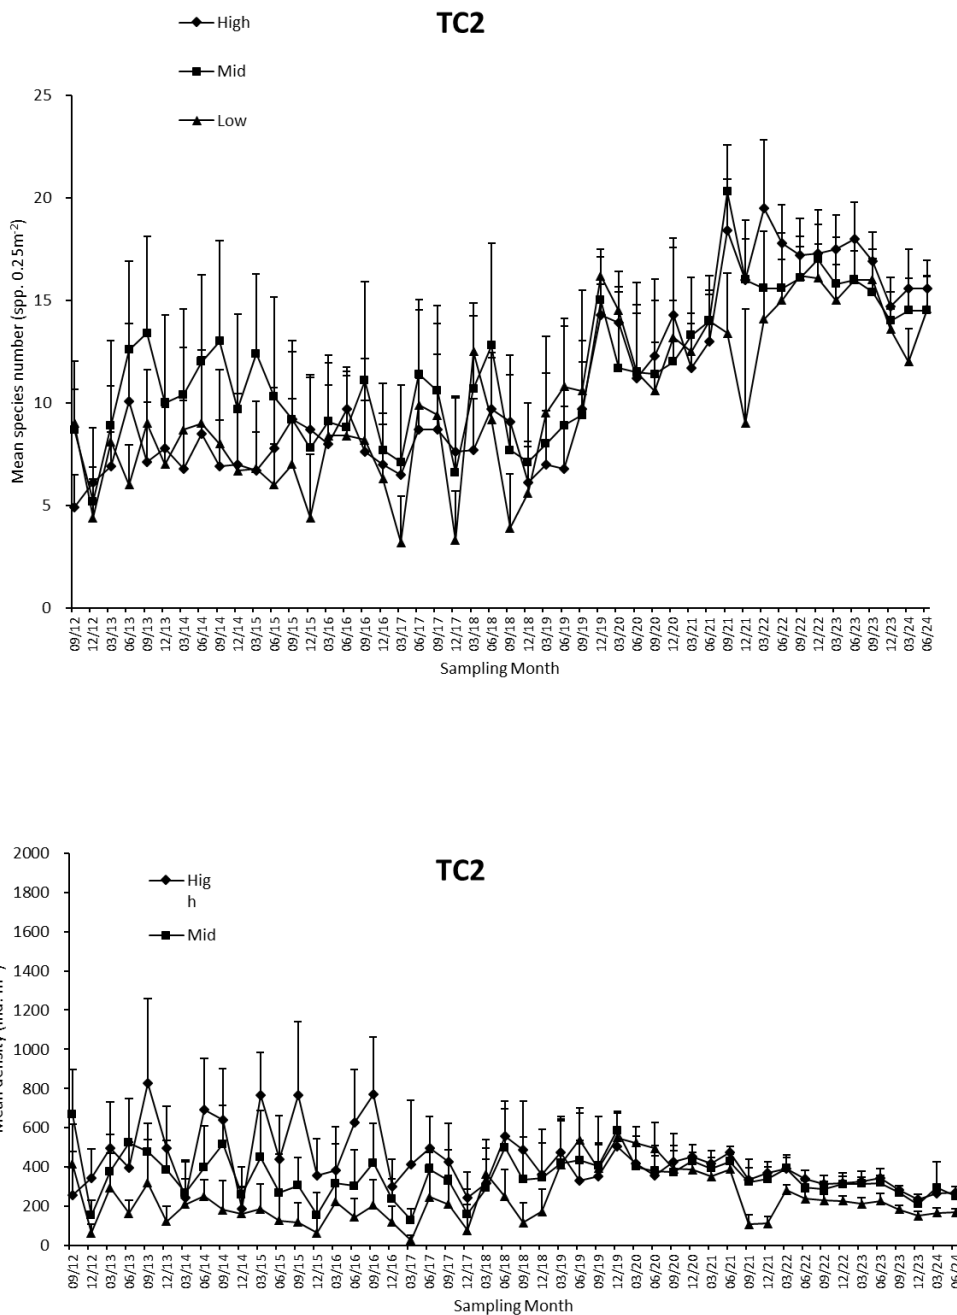 TC2
High
Mid
Low
25
20
15
10
5
0
Mean species number (spp. 0.25m⁻²)
09/12 12/12 03/13 06/13 09/13 12/13 03/14 06/14 09/14 12/14 03/15 06/15 09/15 12/15 03/16 06/16 09/16 12/16 03/17 06/17 09/17 12/17 03/18 06/18 09/18 12/18 03/19 06/19 09/19 12/19 03/20 06/20 09/20 12/20 03/21 06/21 09/21 12/21 03/22 06/22 09/22 12/22 03/23 06/23 09/23 12/23 03/24 06/24
Sampling Month
TC2
Hig
h
Mid
2000
1800
1600
1400
1200
1000
800
600
400
200
0
Mean density (ind. m⁻²)
09/12 12/12 03/13 06/13 09/13 12/13 03/14 06/14 09/14 12/14 03/15 06/15 09/15 12/15 03/16 06/16 09/16 12/16 03/17 06/17 09/17 12/17 03/18 06/18 09/18 12/18 03/19 06/19 09/19 12/19 03/20 06/20 09/20 12/20 03/21 06/21 09/21 12/21 03/22 06/22 09/22 12/22 03/23 06/23 09/23 12/23 03/24 06/24
Sampling Month